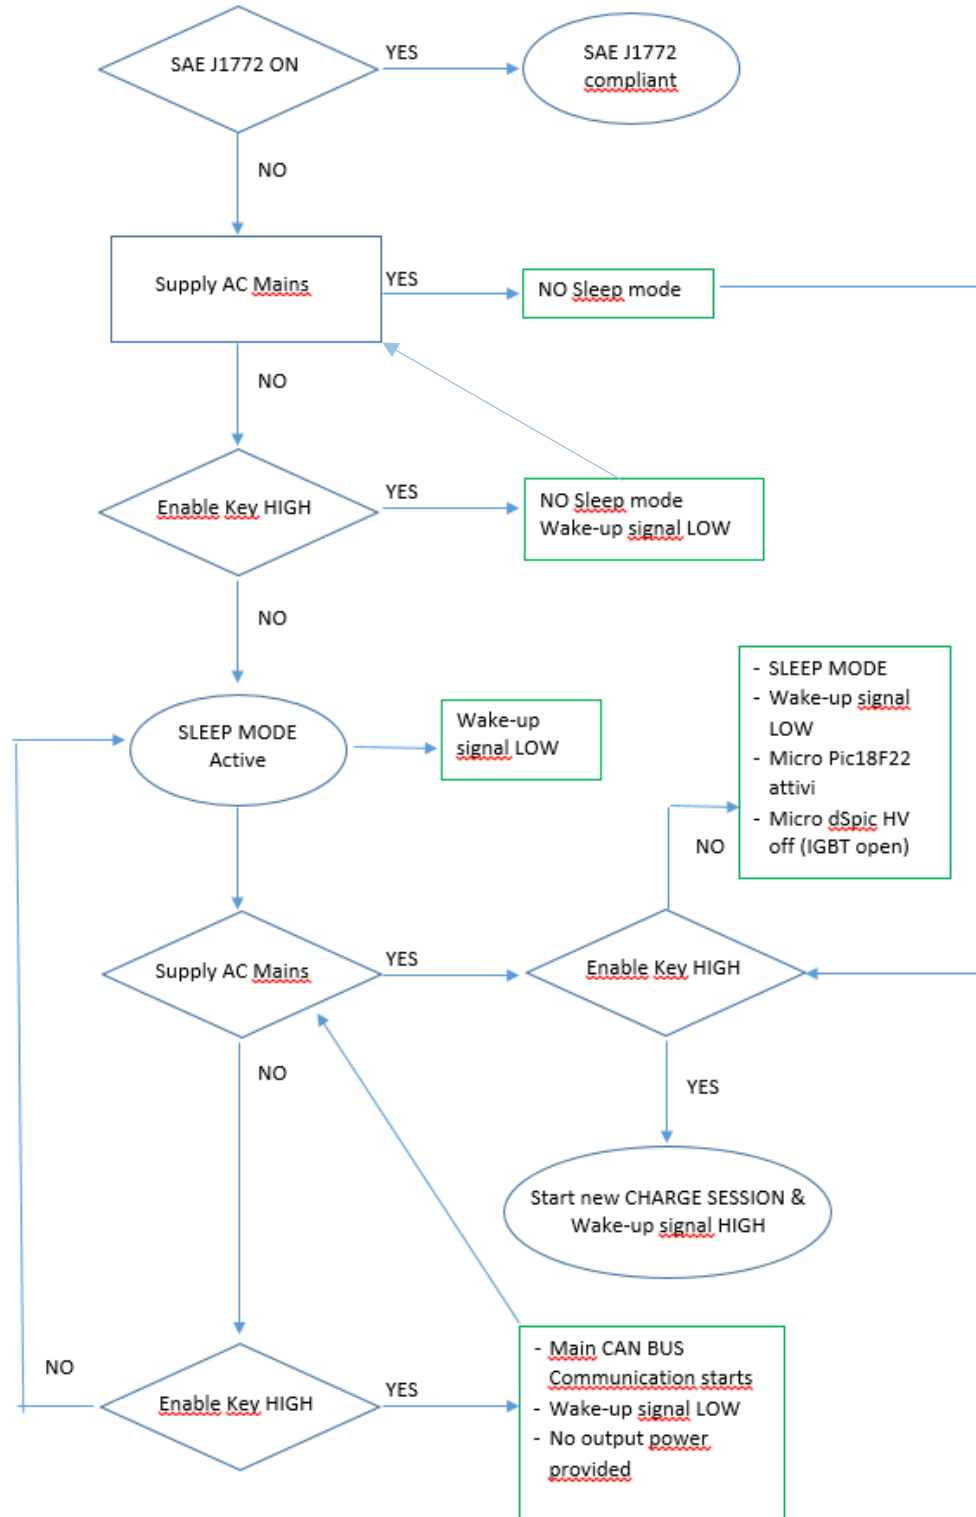 SAE J1772 ON
YES
SAE J1772
compliant
NO
Supply AC Mains
YES
NO Sleep mode
NO
Enable Key HIGH
YES
NO Sleep mode
Wake-up signal LOW
NO
SLEEP MODE
Active
Wake-up
signal LOW
- SLEEP MODE
- Wake-up signal
LOW
- Micro Pic18F22
attivi
- Micro dSpic HV
off (IGBT open)
NO
Supply AC Mains
YES
Enable Key HIGH
NO
YES
Start new CHARGE SESSION &
Wake-up signal HIGH
NO
Enable Key HIGH
YES
- Main CAN BUS
Communication starts
- Wake-up signal LOW
- No output power
provided